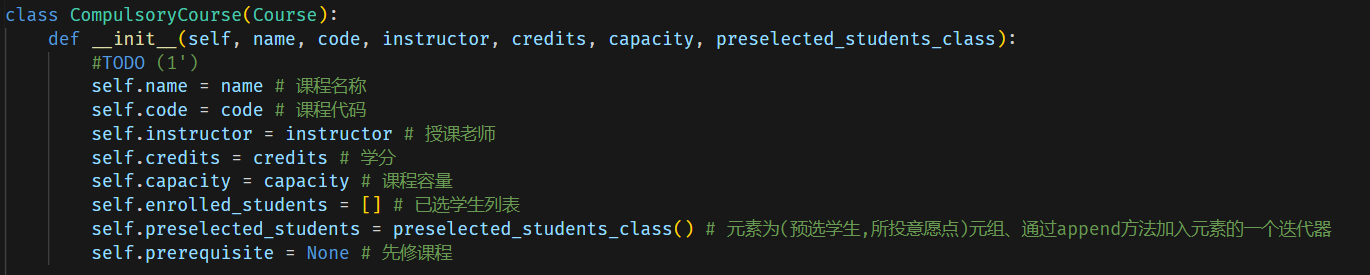 class CompulsoryCourse(Course):
    def __init__(self, name, code, instructor, credits, capacity, preselected_students_class):
        #TODO (1')
        self.name = name # 课程名称
        self.code = code # 课程代码
        self.instructor = instructor # 授课老师
        self.credits = credits # 学分
        self.capacity = capacity # 课程容量
        self.enrolled_students = [] # 已选学生列表
        self.preselected_students = preselected_students_class() # 元素为(预选学生,所投意愿点)元组、通过append方法加入元素的一个迭代器
        self.prerequisite = None # 先修课程